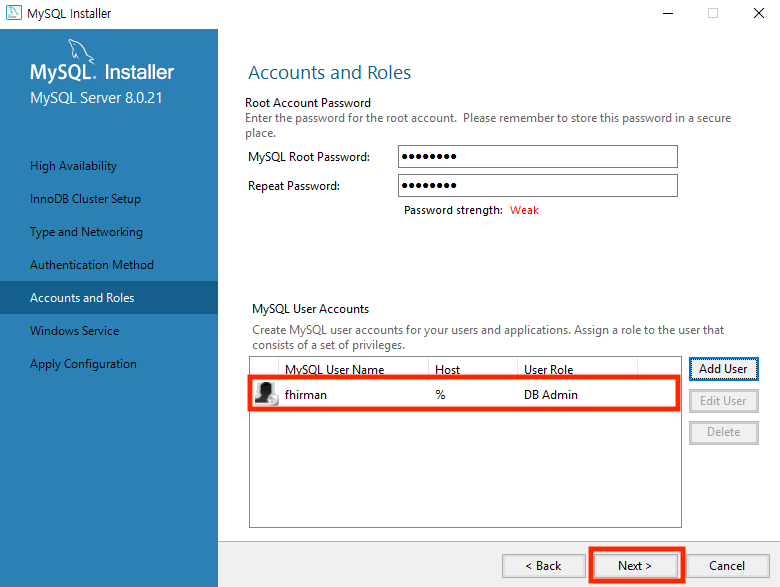 MySQL Installer
MySQL. Installer
MySQL Server 8.0.21
High Availability
InnoDB Cluster Setup
Type and Networking
Authentication Method
Accounts and Roles
Windows Service
Apply Configuration
Accounts and Roles
Root Account Password
Enter the password for the root account. Please remember to store this password in a secure
place.
MySQL Root Password: ●●●●●●●●
Repeat Password: ●●●●●●●●
Password strength: Weak
MySQL User Accounts
Create MySQL user accounts for your users and applications. Assign a role to the user that
consists of a set of privileges.
MySQL User Name Host User Role
fhirman % DB Admin
Add User
Edit User
Delete
< Back Next > Cancel